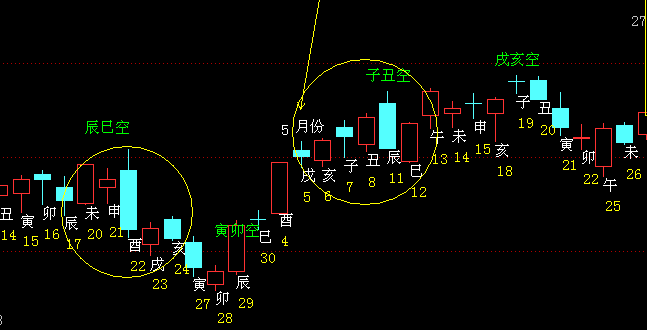 27
戌亥空
子丑空
辰巳空
寅卯空
5 月份
丑 寅 卯 辰 未 申 酉 戌 亥 寅 卯 辰 巳 酉 戌 亥 子 丑 辰 巳 午 未 申 亥 子 丑 寅 卯 午 未
14 15 16 17 20 21 22 23 24 27 28 29 30 4 5 6 7 8 11 12 13 14 15 18 19 20 21 22 25 26